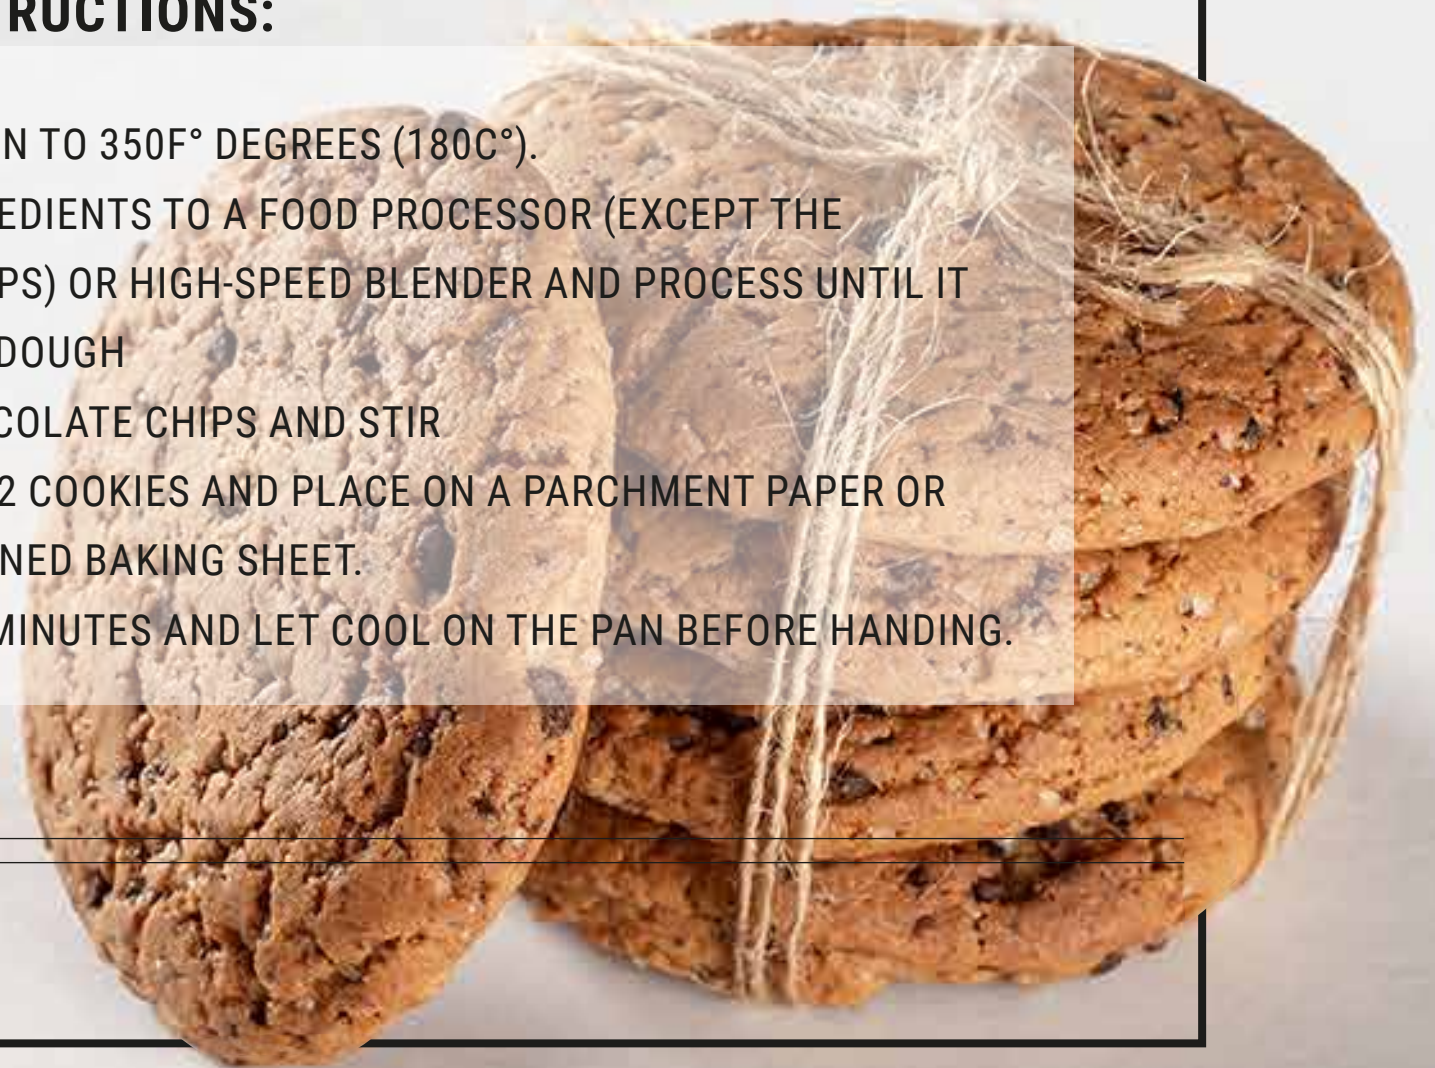 RUCTIONS:
N TO 350F° DEGREES (180C°).
EDIENTS TO A FOOD PROCESSOR (EXCEPT THE
PS) OR HIGH-SPEED BLENDER AND PROCESS UNTIL IT
DOUGH
COLATE CHIPS AND STIR
2 COOKIES AND PLACE ON A PARCHMENT PAPER OR
NED BAKING SHEET.
MINUTES AND LET COOL ON THE PAN BEFORE HANDING.